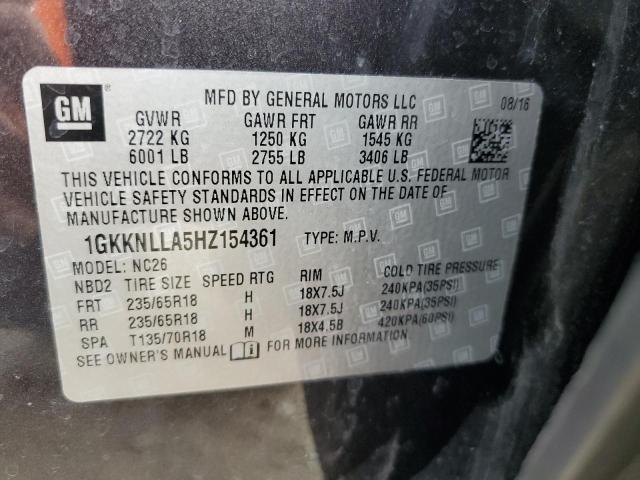 GM
MFD BY GENERAL MOTORS LLC 08/16
GVWR GAWR FRT GAWR RR
2722 KG 1250 KG 1545 KG
6001 LB 2755 LB 3406 LB
THIS VEHICLE CONFORMS TO ALL APPLICABLE U.S. FEDERAL MOTOR
VEHICLE SAFETY STANDARDS IN EFFECT ON THE DATE OF
MANUFACTURE SHOWN ABOVE.
1GKKNLLA5HZ154361 TYPE: M.P.V.
MODEL: NC26
NBD2 TIRE SIZE SPEED RTG RIM COLD TIRE PRESSURE
FRT 235/65R18 H 18X7.5J 240KPA(35PSI)
RR 235/65R18 H 18X7.5J 240KPA(35PSI)
SPA T135/70R18 M 18X4.5B 420KPA(60PSI)
SEE OWNER'S MANUAL FOR MORE INFORMATION